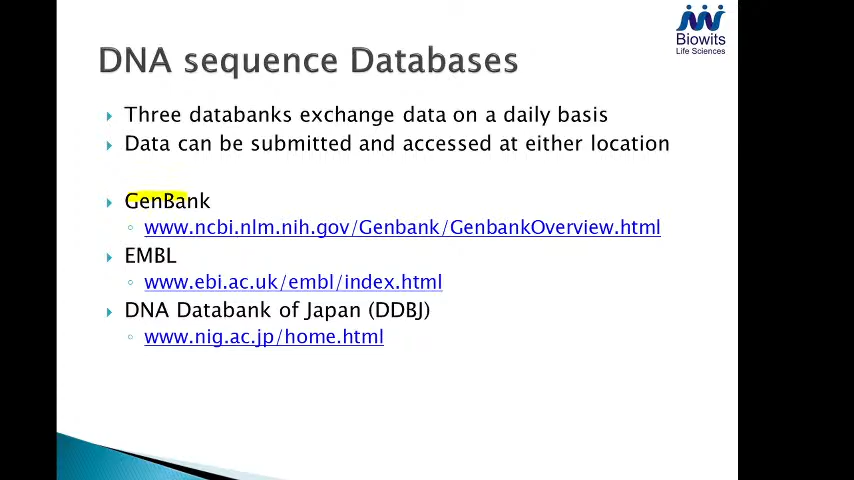 Biowits
Life Sciences
DNA sequence Databases
Three databanks exchange data on a daily basis
Data can be submitted and accessed at either location
GenBank
www.ncbi.nlm.nih.gov/Genbank/GenbankOverview.html
EMBL
www.ebi.ac.uk/embl/index.html
DNA Databank of Japan (DDBJ)
www.nig.ac.jp/home.html